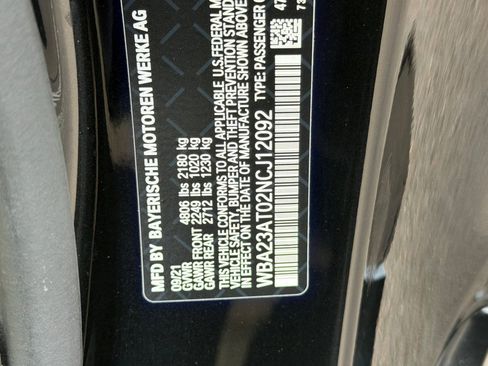 MFD BY BAYERISCHE MOTOREN WERKE AG
09/21
GVWR 4806 lbs 2180 kg
GAWR FRONT 2249 lbs 1020 kg
GAWR REAR 2712 lbs 1230 kg
THIS VEHICLE CONFORMS TO ALL APPLICABLE U.S. FEDERAL M
SAFETY, BUMPER AND THEFT PREVENTION STAND
IN EFFECT ON THE DATE OF MANUFACTURE SHOWN ABOVE
WBA23AT02NCJ12092 TYPE: PASSENGER C
47
73